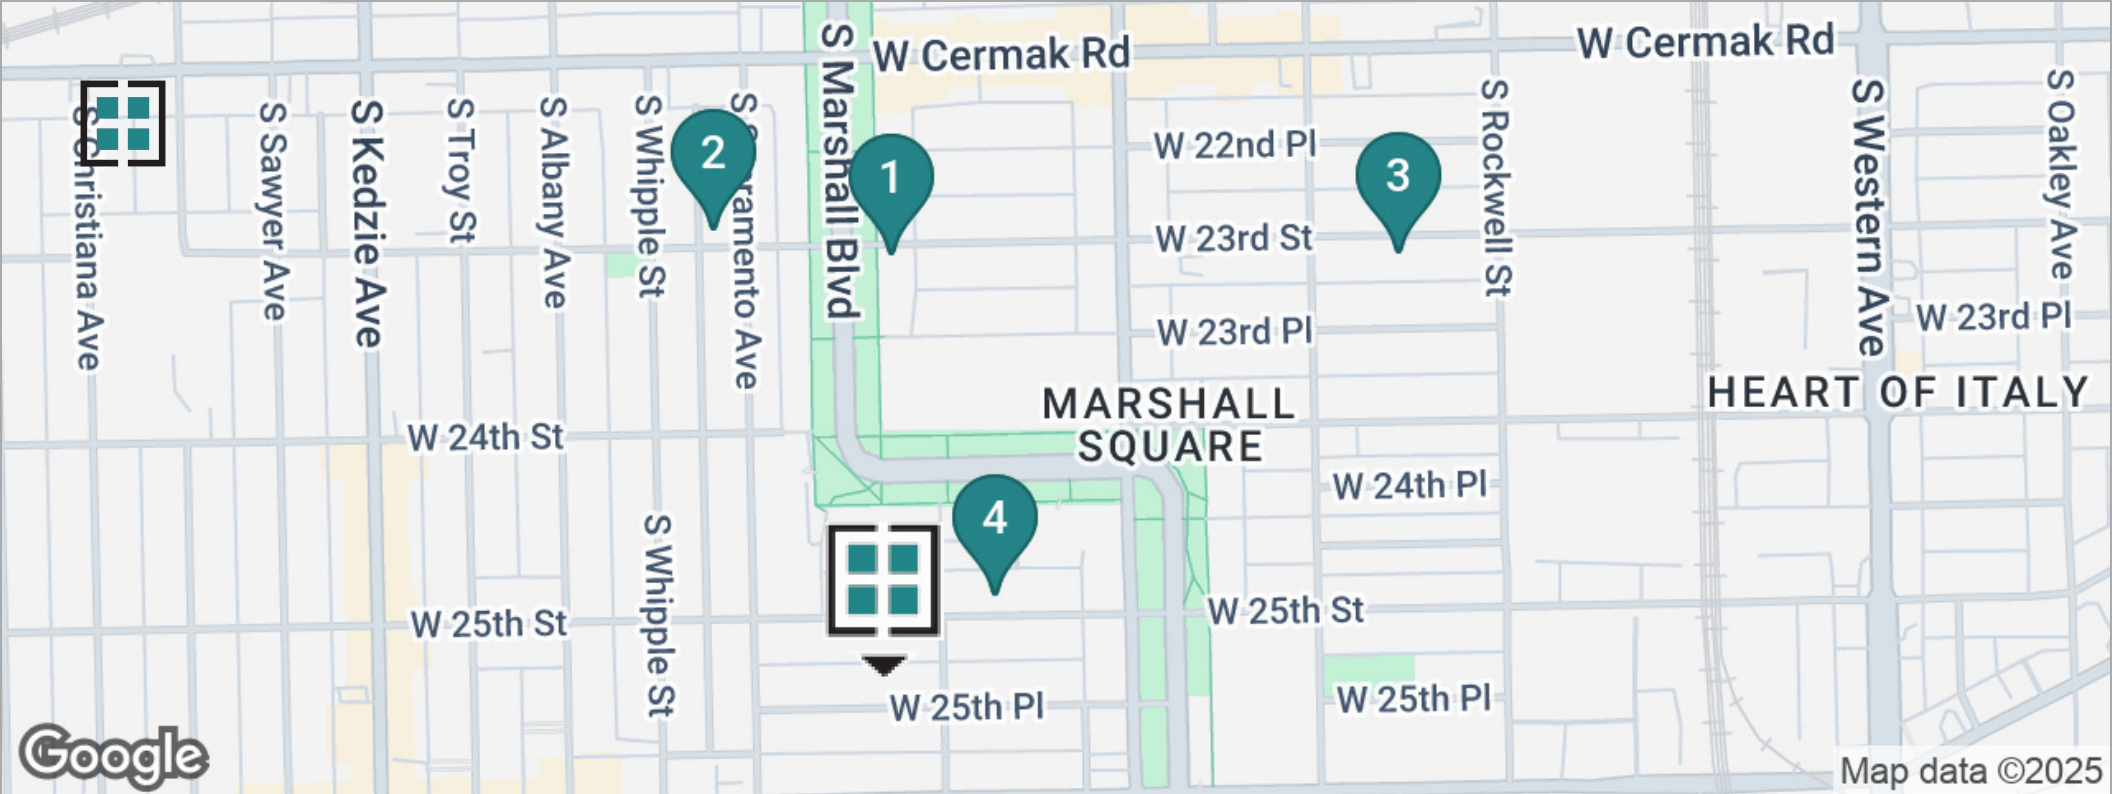 W Cermak Rd
W Cermak Rd
S Marshall Blvd
S Christiana Ave
S Sawyer Ave
S Kedzie Ave
S Troy St
S Albany Ave
S Whipple St
2
1
W 22nd Pl
3
S Rockwell St
S Western Ave
S Oakley Ave
W 23rd St
W 23rd Pl
W 23rd Pl
MARSHALL
SQUARE
HEART OF ITALY
W 24th St
W 24th Pl
4
S Whipple St
W 25th St
W 25th St
W 25th Pl
W 25th Pl
Google
Map data ©2025